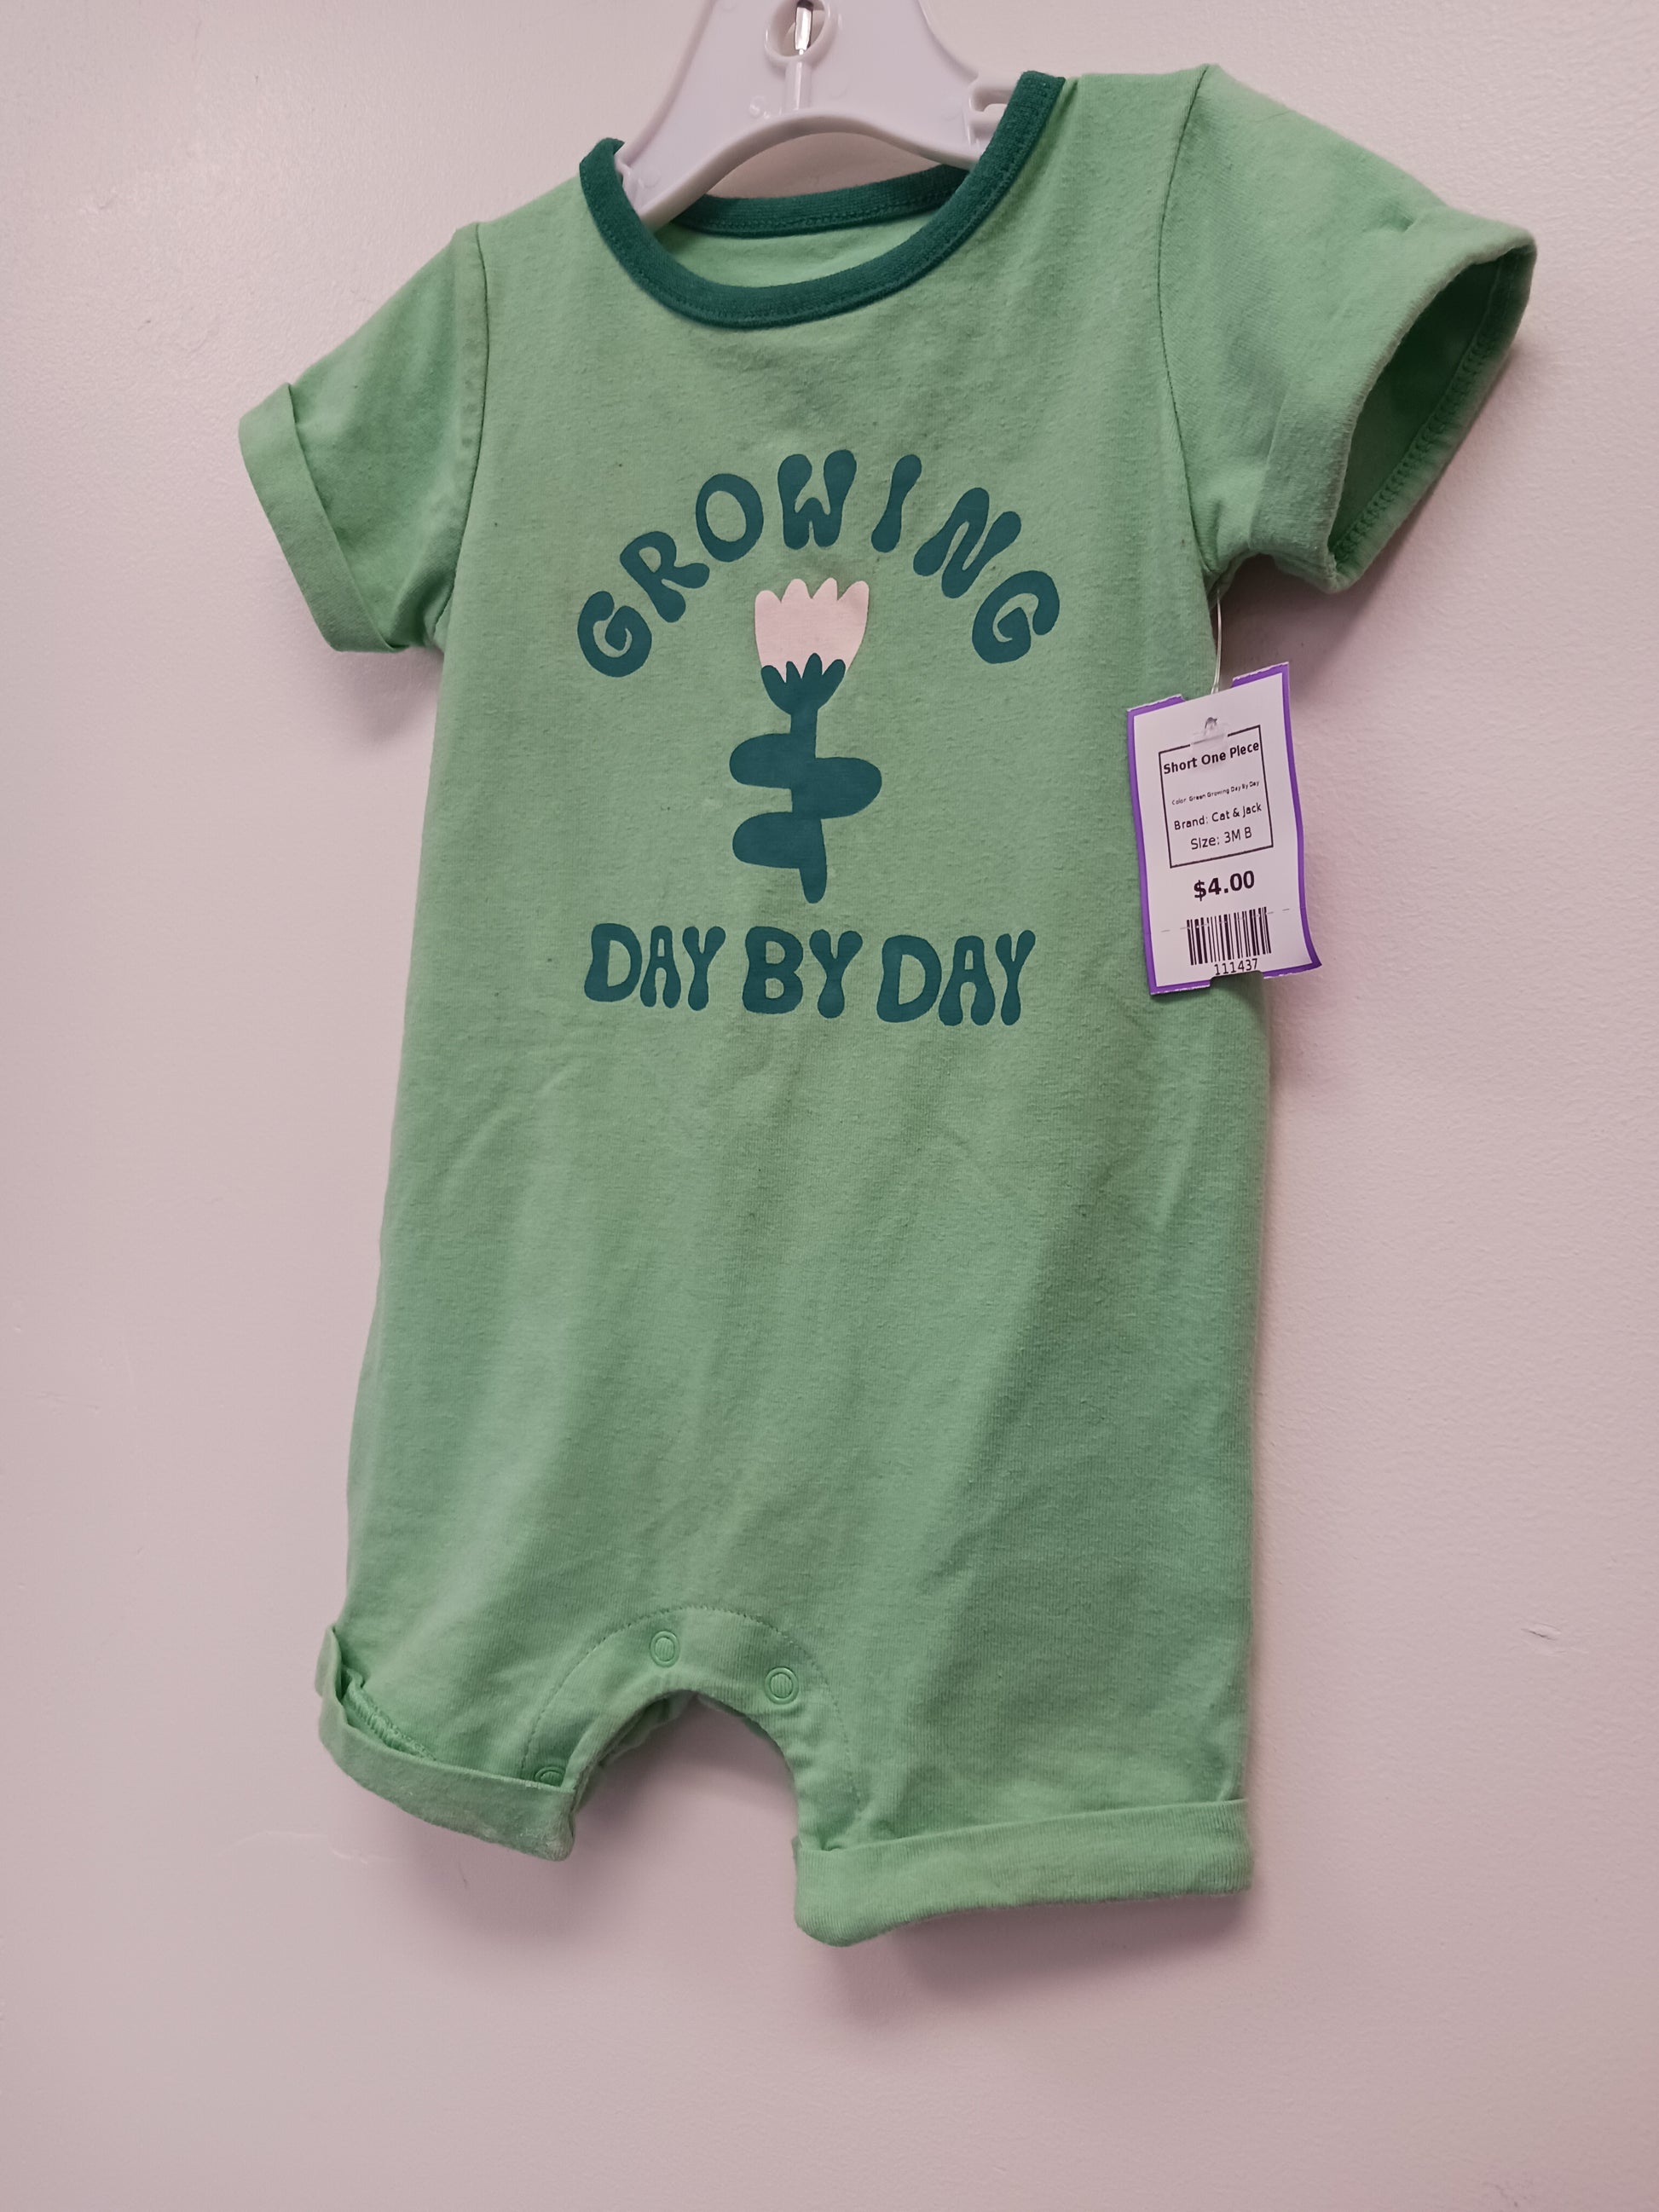 GROWING
DAY BY DAY
Short One Piece
Color: Green Growing Day By Day
Brand: Cat & Jack
Size: 3M B
$4.00
111437